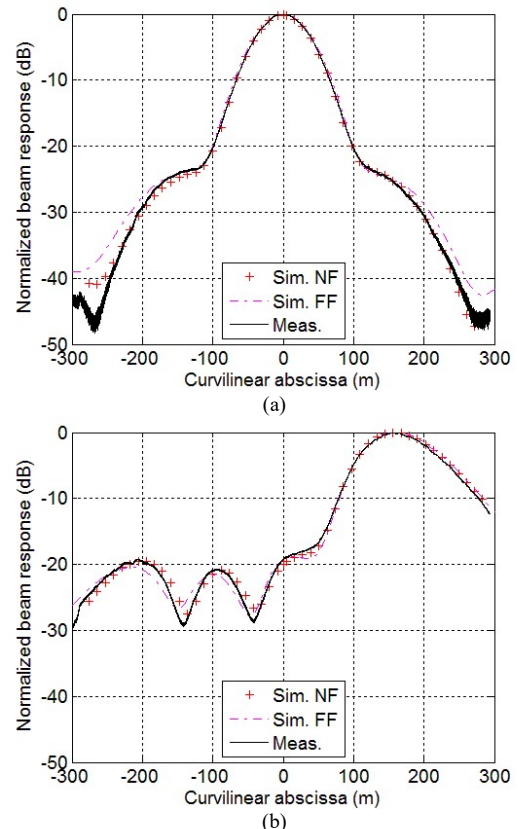 0
-10
-20
-30
-40
-50
Normalized beam response (dB)
Sim. NF
Sim. FF
Meas.
-300 -200 -100 0 100 200 300
Curvilinear abscissa (m)
(a)
0
-10
-20
-30
-40
-50
Normalized beam response (dB)
Sim. NF
Sim. FF
Meas.
-300 -200 -100 0 100 200 300
Curvilinear abscissa (m)
(b)